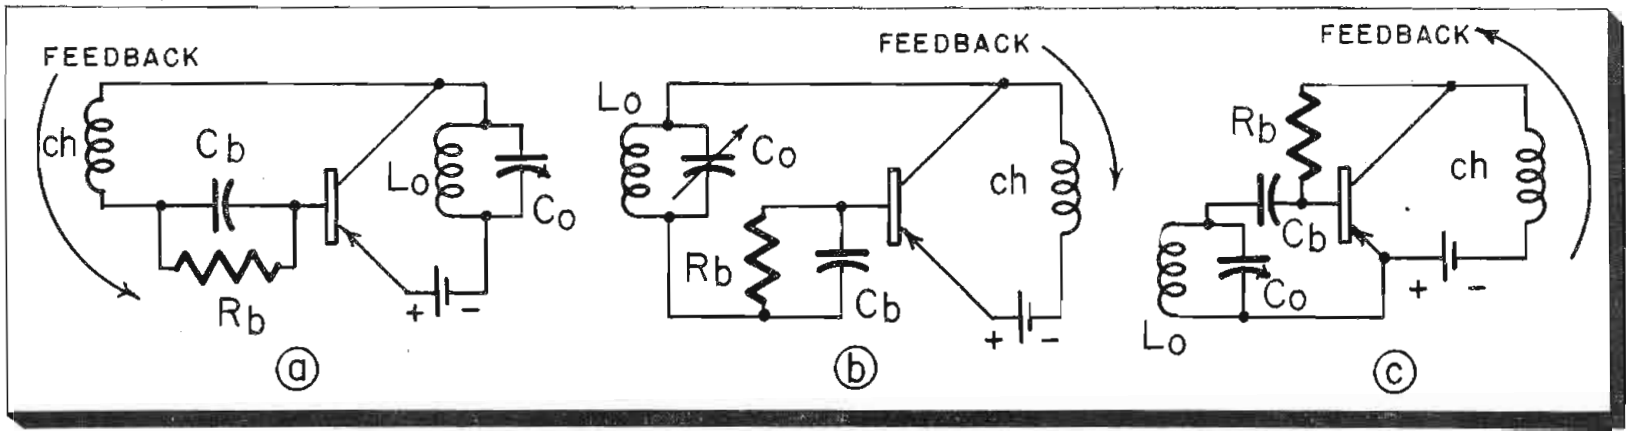 FEEDBACK
ch
Cb
Rb
Lo
Co
+ -
a
FEEDBACK
Lo
Co
Rb
Cb
ch
+ -
b
FEEDBACK
Rb
ch
Cb
Co
Lo
+ -
c